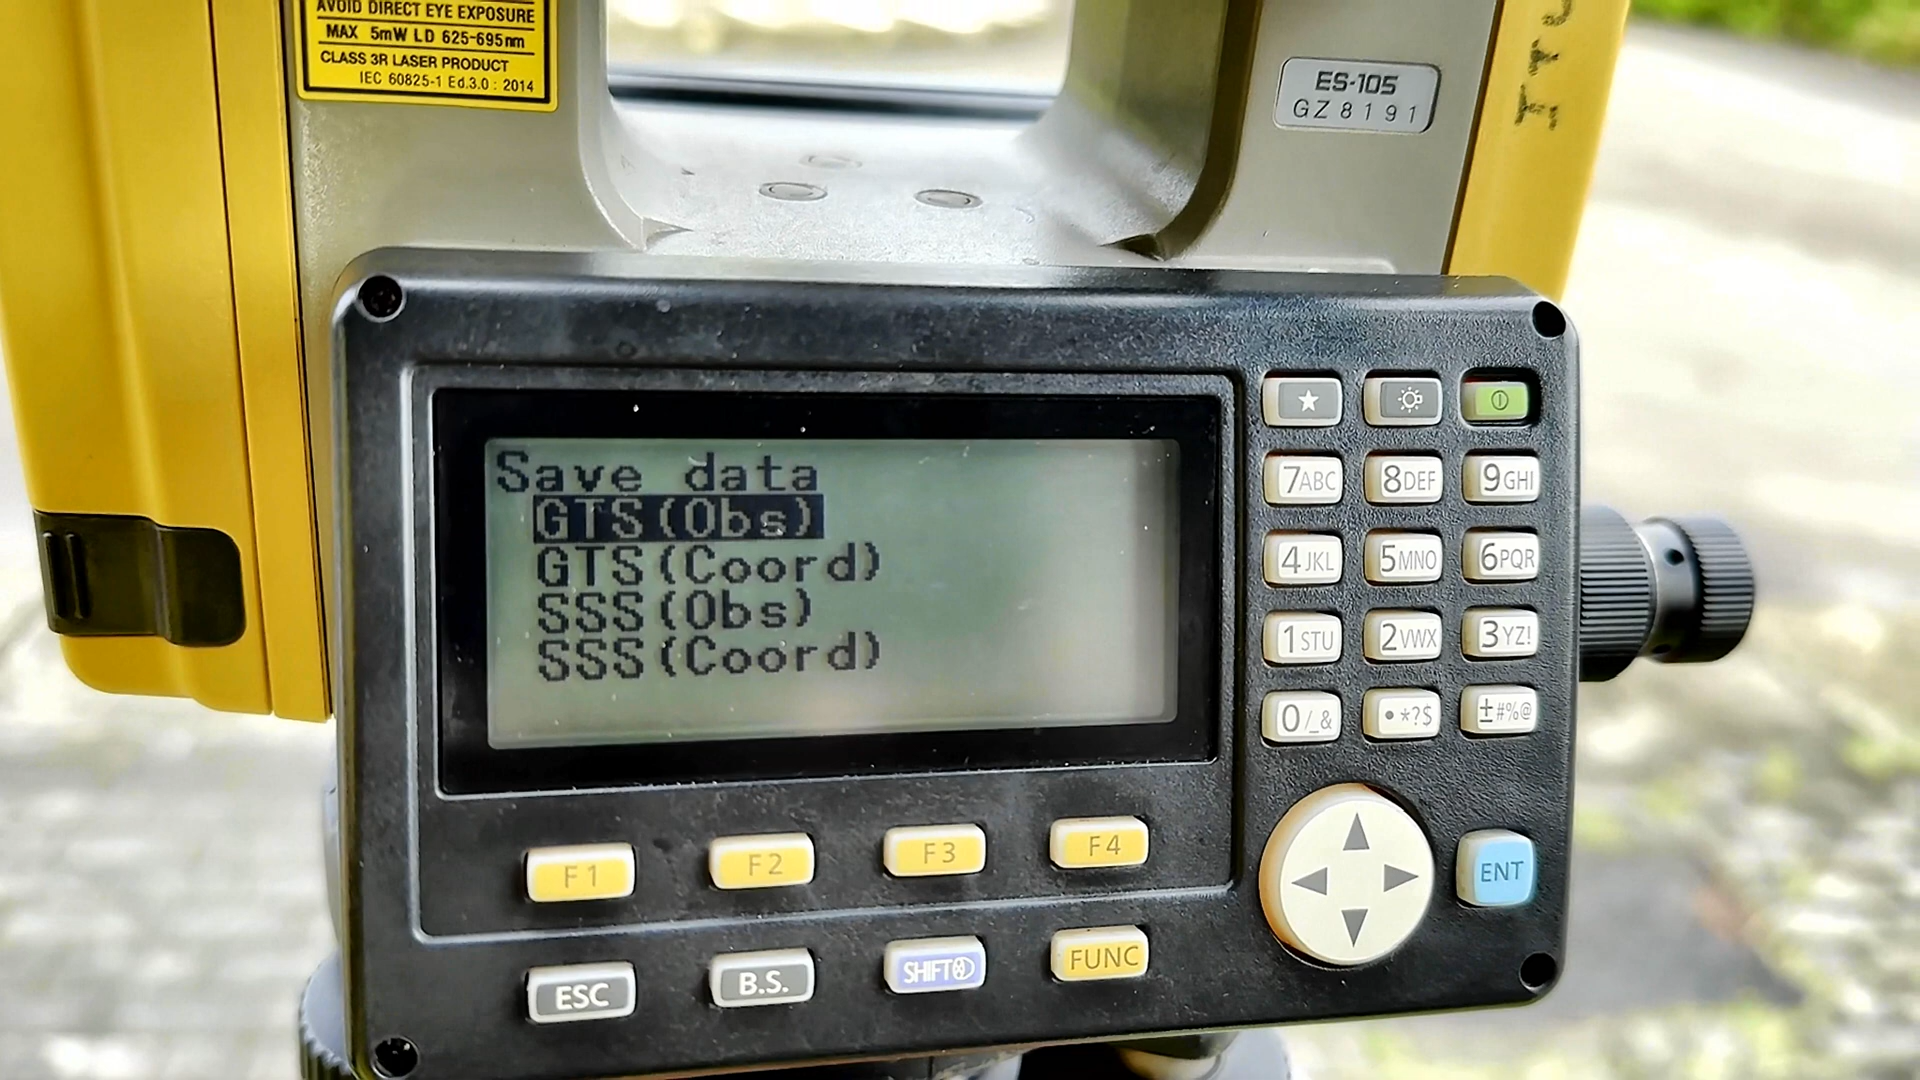 AVOID DIRECT EYE EXPOSURE
MAX 5mW LD 625-695nm
CLASS 3R LASER PRODUCT
IEC 60825-1 Ed.3.0 : 2014
ES-105
GZ8191
Save data
GTS(Obs)
GTS(Coord)
SSS(Obs)
SSS(Coord)
★
7ABC 8DEF 9GHI
4JKL 5MNO 6PQR
1STU 2VWX 3YZ!
0/_& •*?$ ±#%@
F1 F2 F3 F4
ENT
ESC B.S. SHIFT FUNC